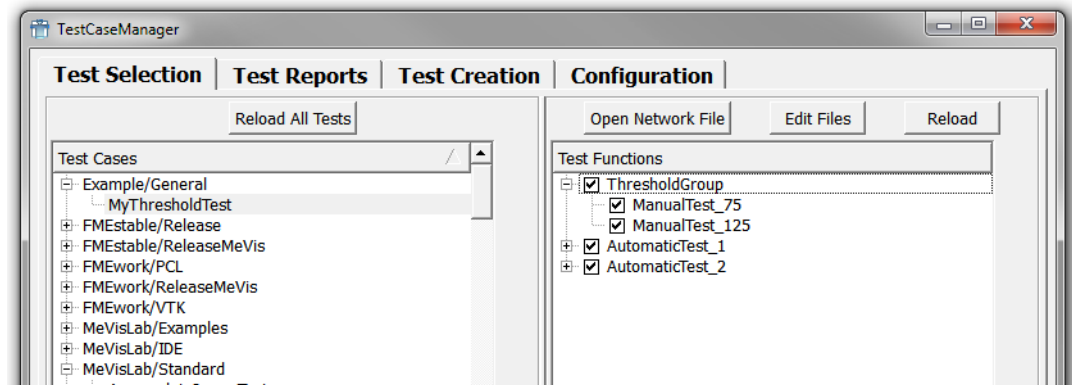 TestCaseManager
Test Selection | Test Reports | Test Creation | Configuration
Reload All Tests
Test Cases
Example/General
MyThresholdTest
FMEstable/Release
FMEstable/ReleaseMeVis
FMEwork/PCL
FMEwork/ReleaseMeVis
FMEwork/VTK
MeVisLab/Examples
MeVisLab/IDE
MeVisLab/Standard
Open Network File Edit Files Reload
Test Functions
ThresholdGroup
ManualTest_75
ManualTest_125
AutomaticTest_1
AutomaticTest_2